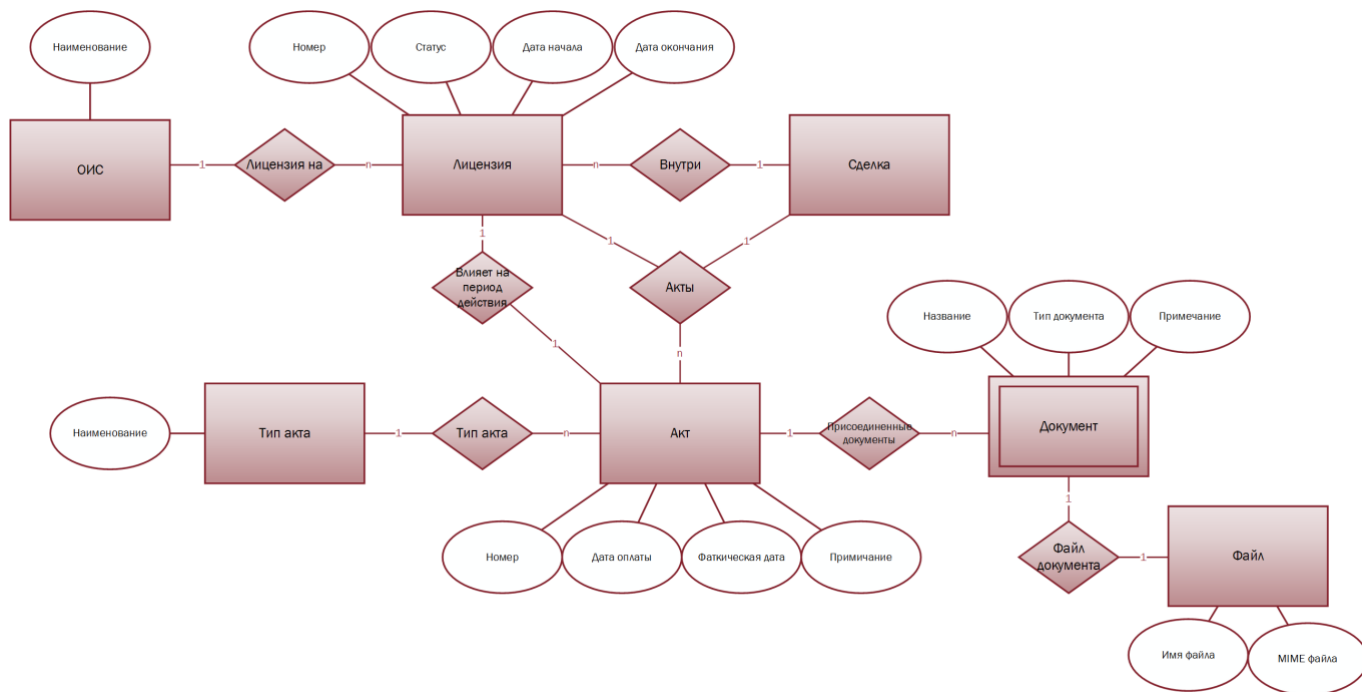 Наименование
Номер
Статус
Дата начала
Дата окончания
ОИС
1
Лицензия на
n
Лицензия
n
Внутри
1
Сделка
1
1
1
Влияет на
период
действия
Акты
Название
Тип документа
Примечание
1
n
Наименование
Тип акта
1
Тип акта
n
Акт
1
Присоединенные
документы
n
Документ
1
Номер
Дата оплаты
Фаткическая дата
Примичание
Файл
документа
1
Файл
Имя файла
MIME файла